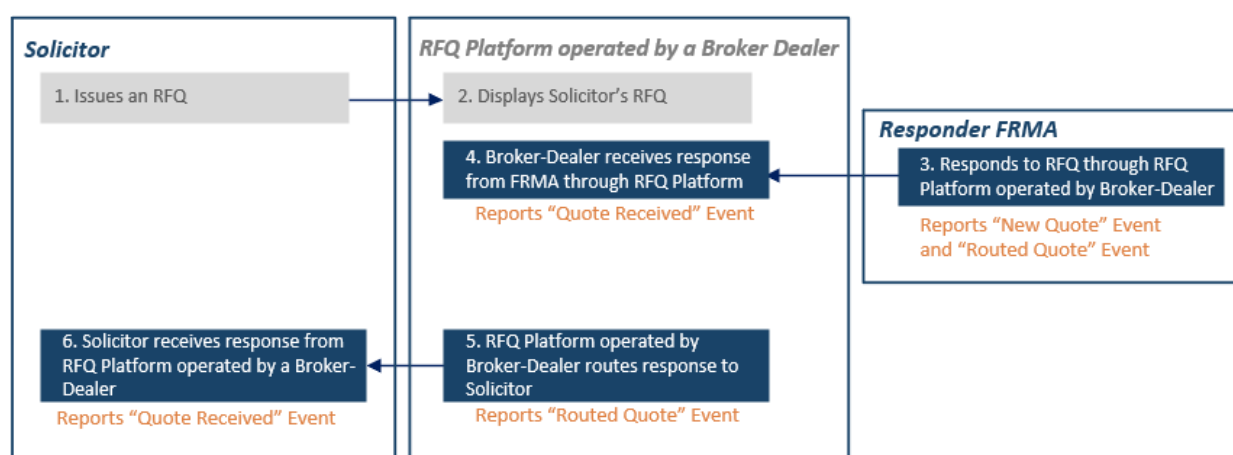 Solicitor
1. Issues an RFQ
RFQ Platform operated by a Broker Dealer
2. Displays Solicitor’s RFQ
Responder FRMA
3. Responds to RFQ through RFQ
Platform operated by Broker-Dealer
Reports “New Quote” Event
and “Routed Quote” Event
4. Broker-Dealer receives response
from FRMA through RFQ Platform
Reports “Quote Received” Event
5. RFQ Platform operated by
Broker-Dealer routes response to
Solicitor
Reports “Routed Quote” Event
6. Solicitor receives response from
RFQ Platform operated by a Broker-
Dealer
Reports “Quote Received” Event